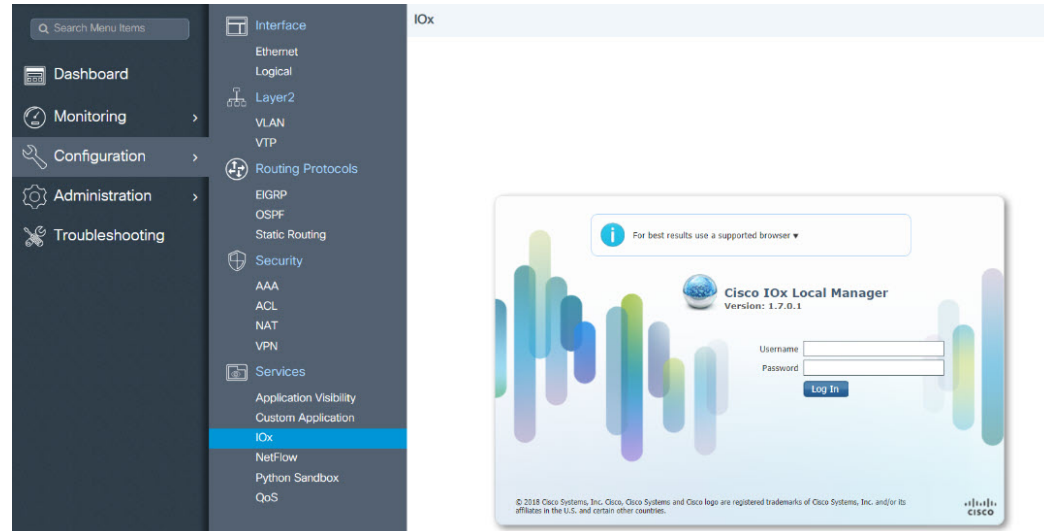 Search Menu Items
Dashboard
Monitoring
Configuration
Administration
Troubleshooting
Interface
Ethernet
Logical
Layer2
VLAN
VTP
Routing Protocols
EIGRP
OSPF
Static Routing
Security
AAA
ACL
NAT
VPN
Services
Application Visibility
Custom Application
IOx
NetFlow
Python Sandbox
QoS
IOx
For best results use a supported browser ▾
Cisco IOx Local Manager
Version: 1.7.0.1
Username
Password
Log In
© 2018 Cisco Systems, Inc. Cisco, Cisco Systems and Cisco logo are registered trademarks of Cisco Systems, Inc. and/or its
affiliates in the U.S. and certain other countries.
CISCO